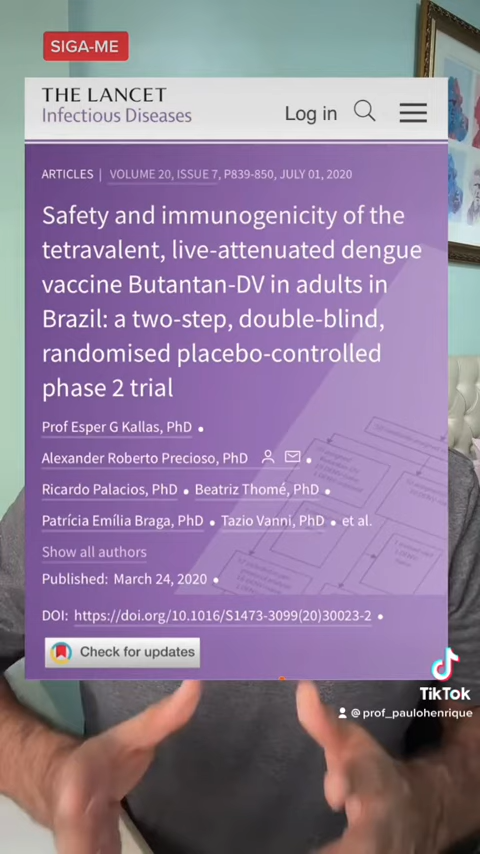 SIGA-ME
THE LANCET
Infectious Diseases
Log in
ARTICLES | VOLUME 20, ISSUE 7, P839-850, JULY 01, 2020
Safety and immunogenicity of the
tetravalent, live-attenuated dengue
vaccine Butantan-DV in adults in
Brazil: a two-step, double-blind,
randomised placebo-controlled
phase 2 trial
Prof Esper G Kallas, PhD •
Alexander Roberto Precioso, PhD •
Ricardo Palacios, PhD • Beatriz Thomé, PhD •
Patrícia Emília Braga, PhD • Tazio Vanni, PhD • et al.
Show all authors
Published: March 24, 2020 •
DOI: https://doi.org/10.1016/S1473-3099(20)30023-2 •
Check for updates
TikTok
@prof_paulohenrique